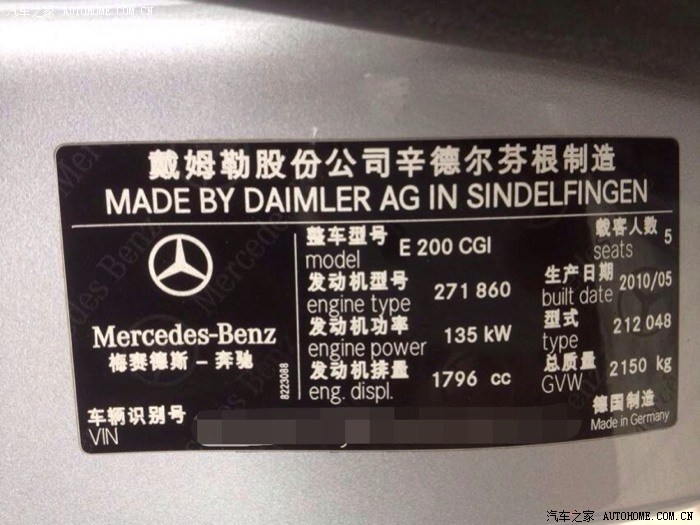 汽车之家 AUTOHOME.COM.CN
戴姆勒股份公司辛德尔芬根制造
MADE BY DAIMLER AG IN SINDELFINGEN
整车型号
model
E 200 CGI
载客人数
seats
5
发动机型号
engine type
271 860
生产日期
built date
2010/05
发动机功率
engine power
135 kW
型式
type
212 048
发动机排量
eng. displ.
1796 cc
总质量
GVW
2150 kg
Mercedes-Benz
梅赛德斯 – 奔驰
8223088
车辆识别号
VIN
德国制造
Made in Germany
汽车之家 AUTOHOME.COM.CN